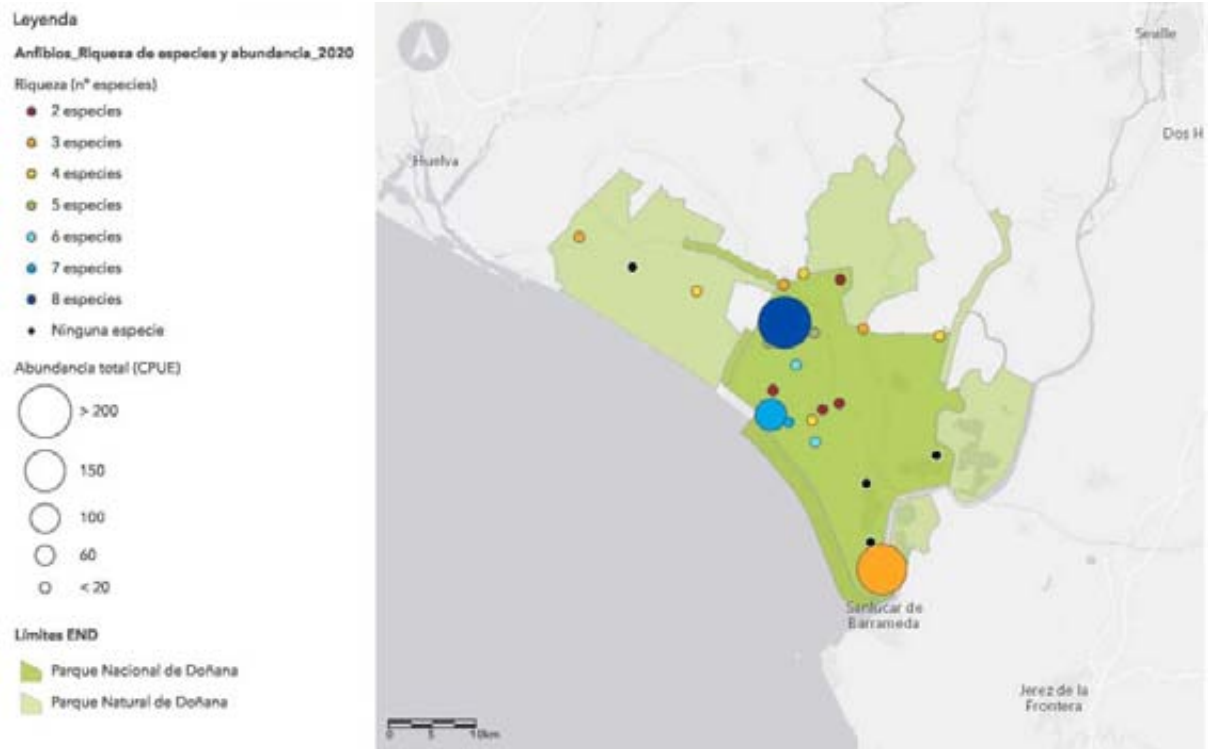 Leyenda
Anfibios_Riqueza de especies y abundancia_2020
Riqueza (nº especies)
2 especies
3 especies
4 especies
5 especies
6 especies
7 especies
8 especies
Ninguna especie
Abundancia total (CPUE)
> 200
150
100
60
< 20
Límites END
Parque Nacional de Doñana
Parque Natural de Doñana
Seville
Dos H
Huelva
Sanlúcar de
Barrameda
Jerez de la
Frontera
0 5 10km